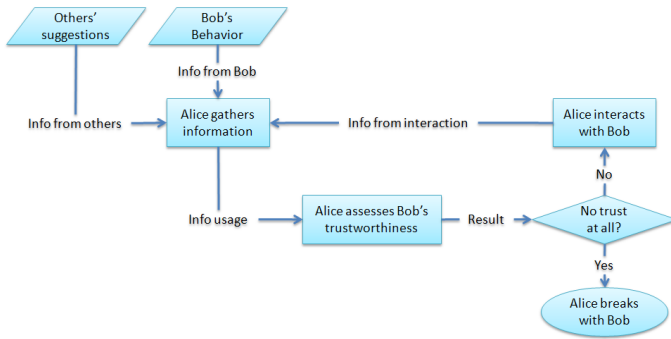 Others'
suggestions
Bob's
Behavior
Info from Bob
Info from others
Alice gathers
information
Info from interaction
Alice interacts
with Bob
No
Info usage
Alice assesses Bob's
trustworthiness
Result
No trust
at all?
Yes
Alice breaks
with Bob